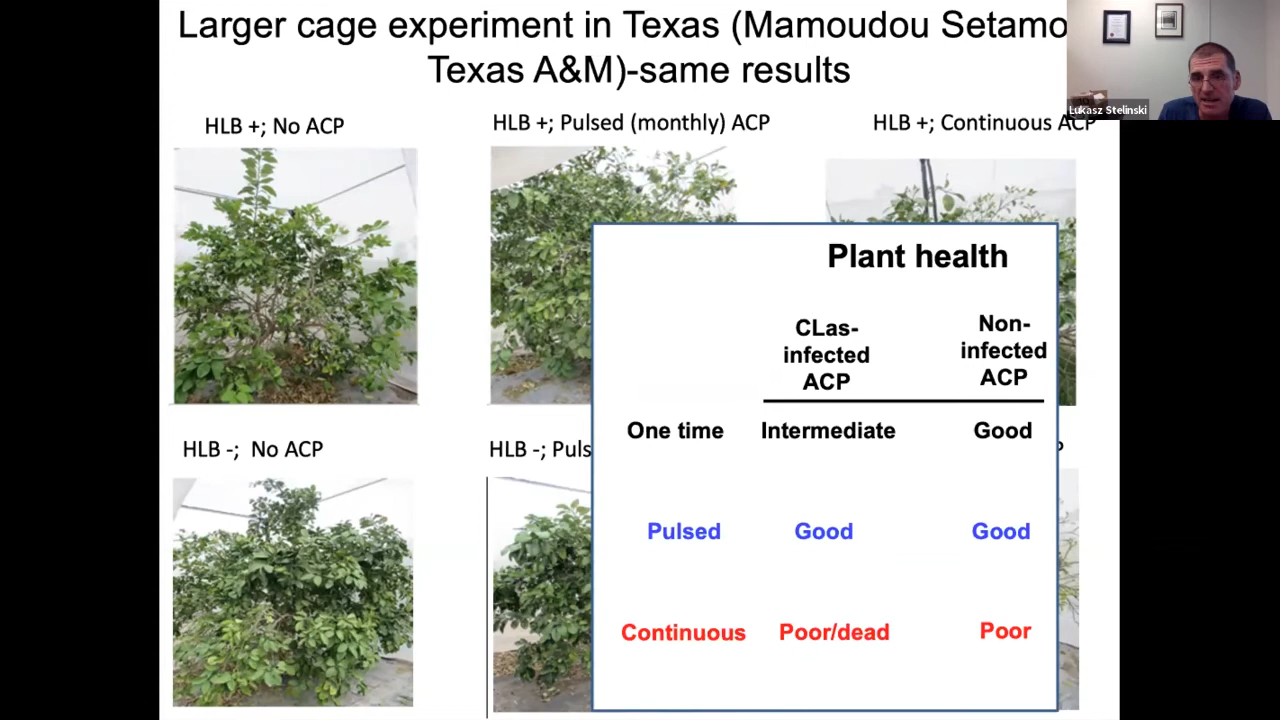 Larger cage experiment in Texas (Mamoudou Setamo
Texas A&M)-same results
Lukasz Stelinski
HLB +; No ACP
HLB +; Pulsed (monthly) ACP
HLB +; Continuous ACP
Plant health
CLas-
infected
ACP
Non-
infected
ACP
One time Intermediate Good
HLB -; No ACP
HLB -; Puls
Pulsed Good Good
Continuous Poor/dead Poor